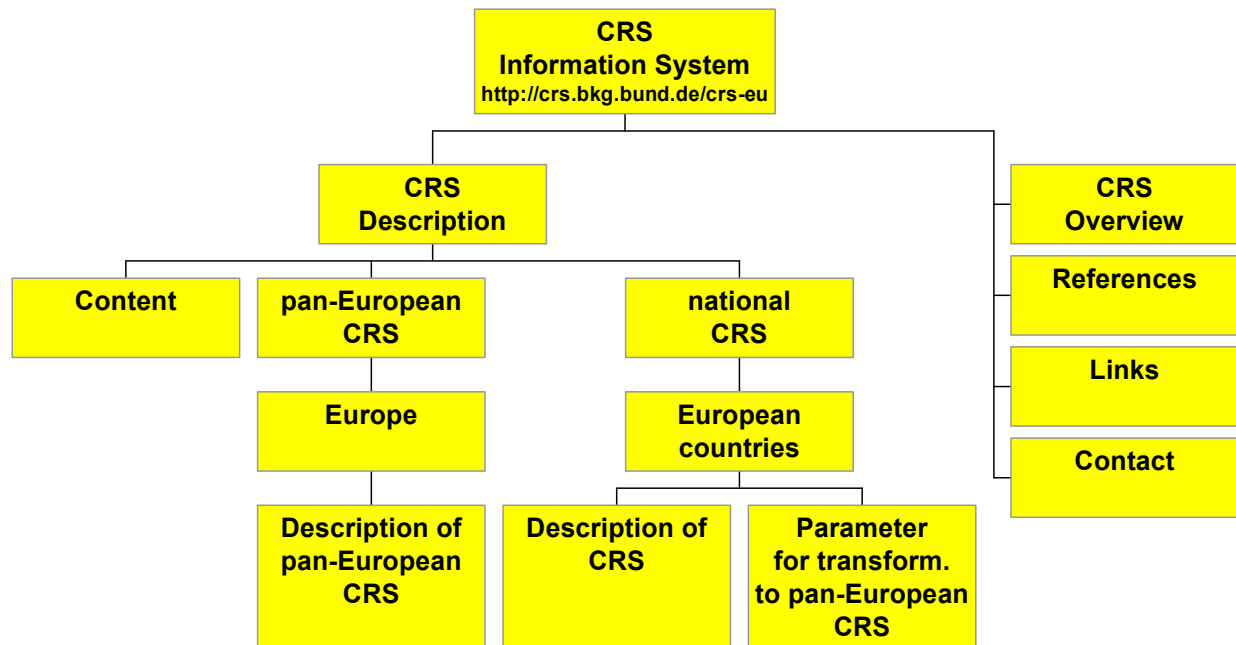 CRS
Information System
http://crs.bkg.bund.de/crs-eu
CRS
Description
CRS
Overview
Content
pan-European
CRS
national
CRS
References
Links
Europe
European
countries
Contact
Description of
pan-European
CRS
Description of
CRS
Parameter
for transform.
to pan-European
CRS